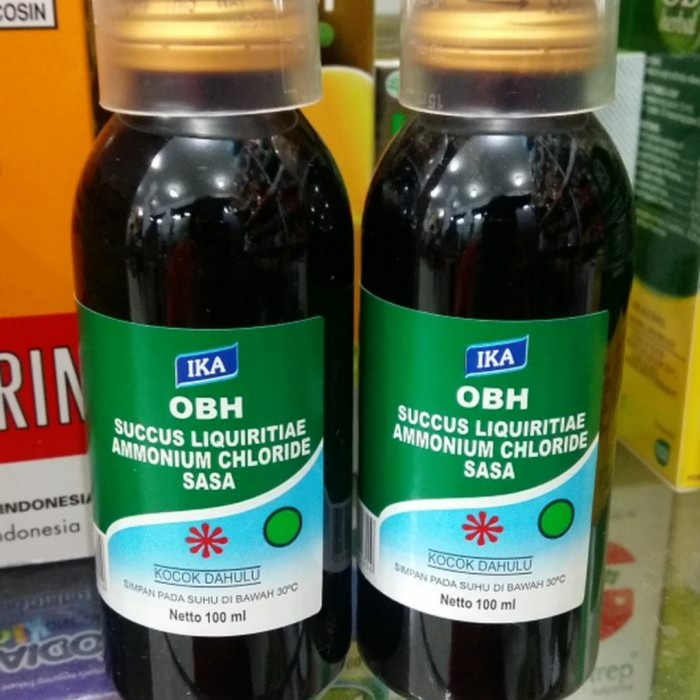 COSIN
RIN
INDONESIA
ndonesia
IKA
OBH
SUCCUS LIQUIRITIAE
AMMONIUM CHLORIDE
SASA
KOCOK DAHULU
SIMPAN PADA SUHU DI BAWAH 30°C
Netto 100 ml
IKA
OBH
SUCCUS LIQUIRITIAE
AMMONIUM CHLORIDE
SASA
KOCOK DAHULU
SIMPAN PADA SUHU DI BAWAH 30°C
Netto 100 ml